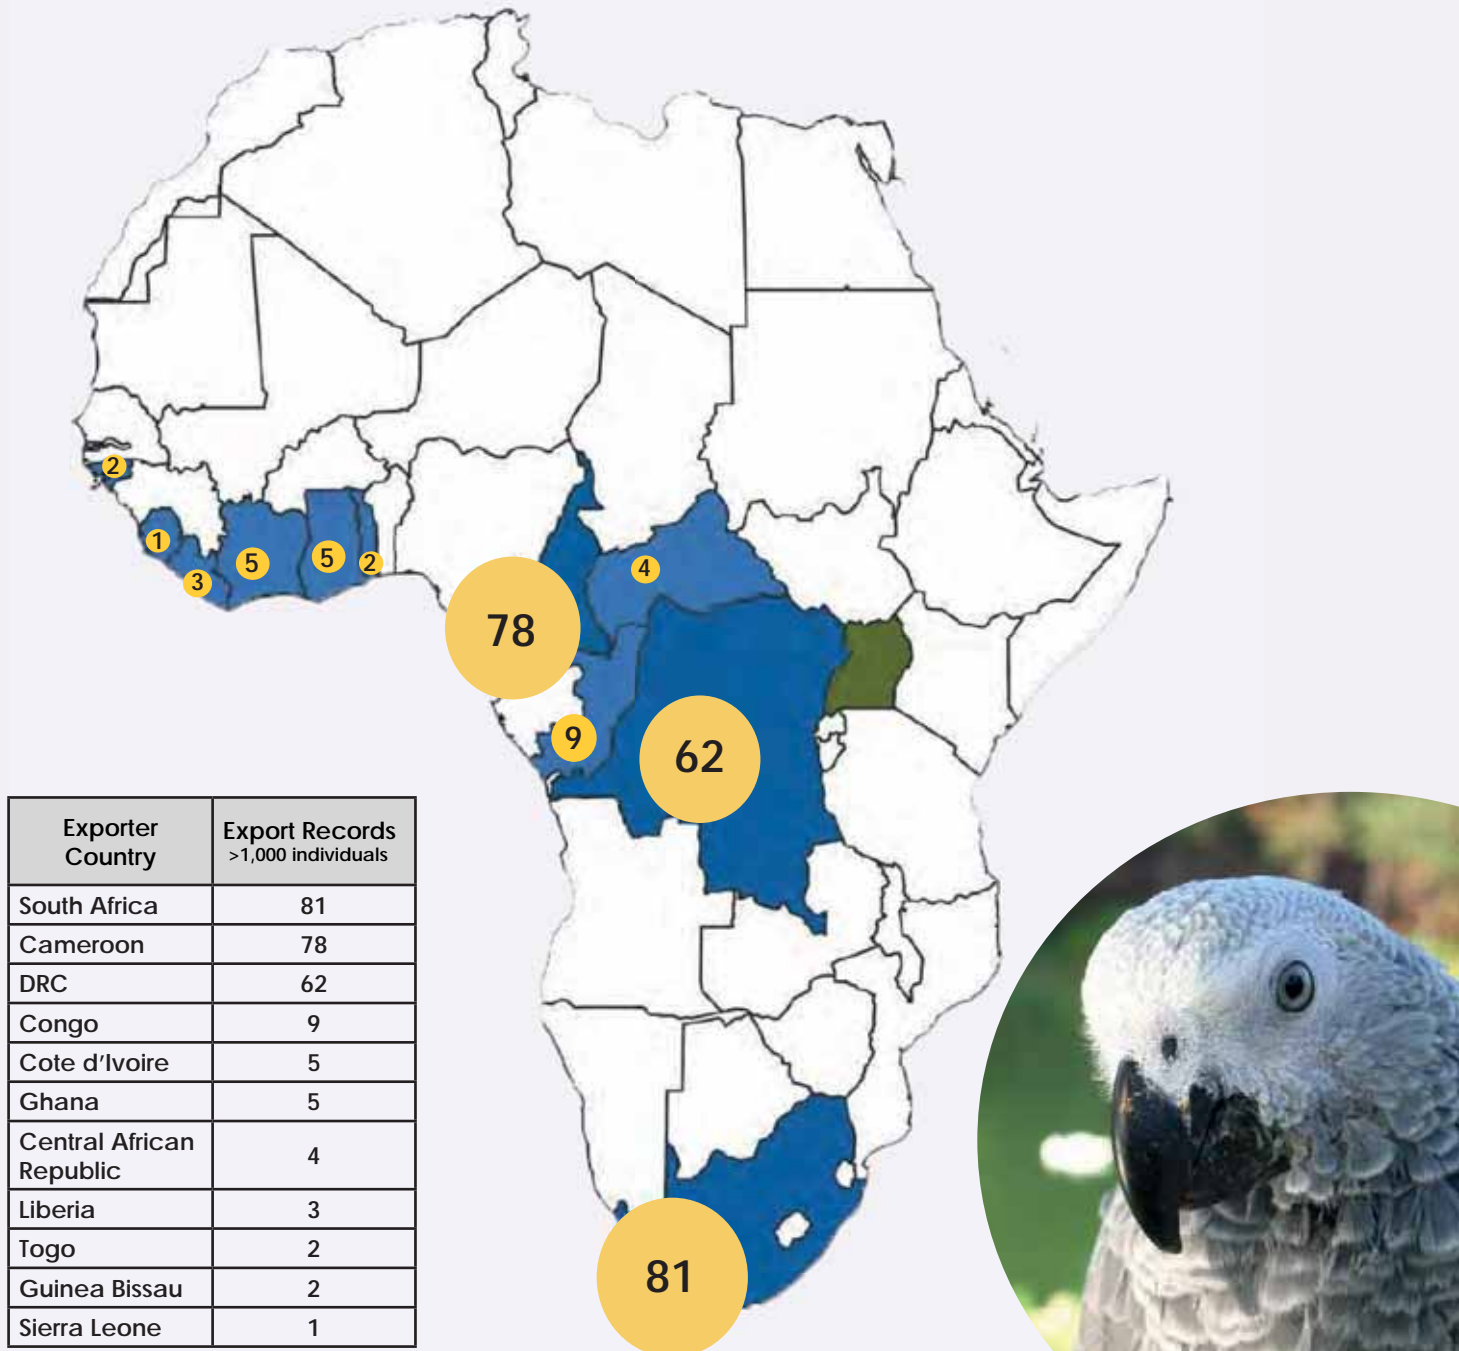 2
1
3
5
5
2
4
78
9
62
81
Exporter Country
Export Records >1,000 individuals
South Africa 81
Cameroon 78
DRC 62
Congo 9
Cote d'Ivoire 5
Ghana 5
Central African Republic 4
Liberia 3
Togo 2
Guinea Bissau 2
Sierra Leone 1